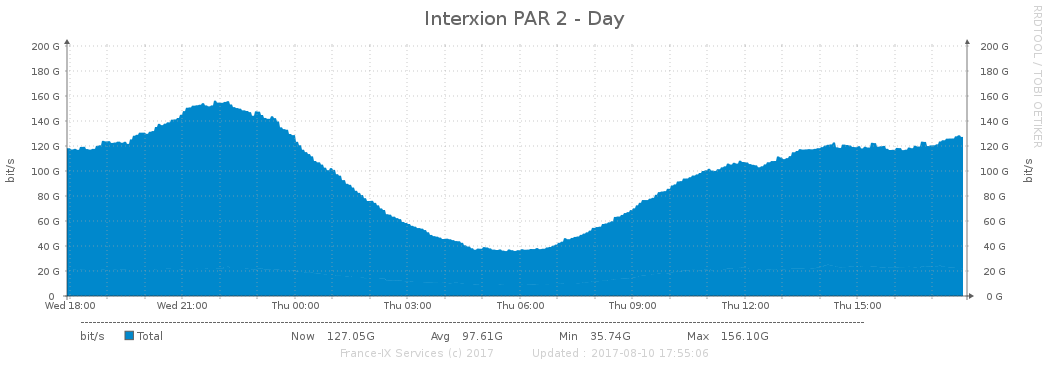 Interxion PAR 2 - Day
RRDTOOL / TOBI OETIKER
200 G 200 G
180 G 180 G
160 G 160 G
140 G 140 G
120 G 120 G
100 G 100 G
80 G 80 G
60 G 60 G
40 G 40 G
20 G 20 G
0 0 G
bit/s
bit/s
Wed 18:00 Wed 21:00 Thu 00:00 Thu 03:00 Thu 06:00 Thu 09:00 Thu 12:00 Thu 15:00
bit/s Total Now 127.05G Avg 97.61G Min 35.74G Max 156.10G
France-IX Services (c) 2017 Updated : 2017-08-10 17:55:06